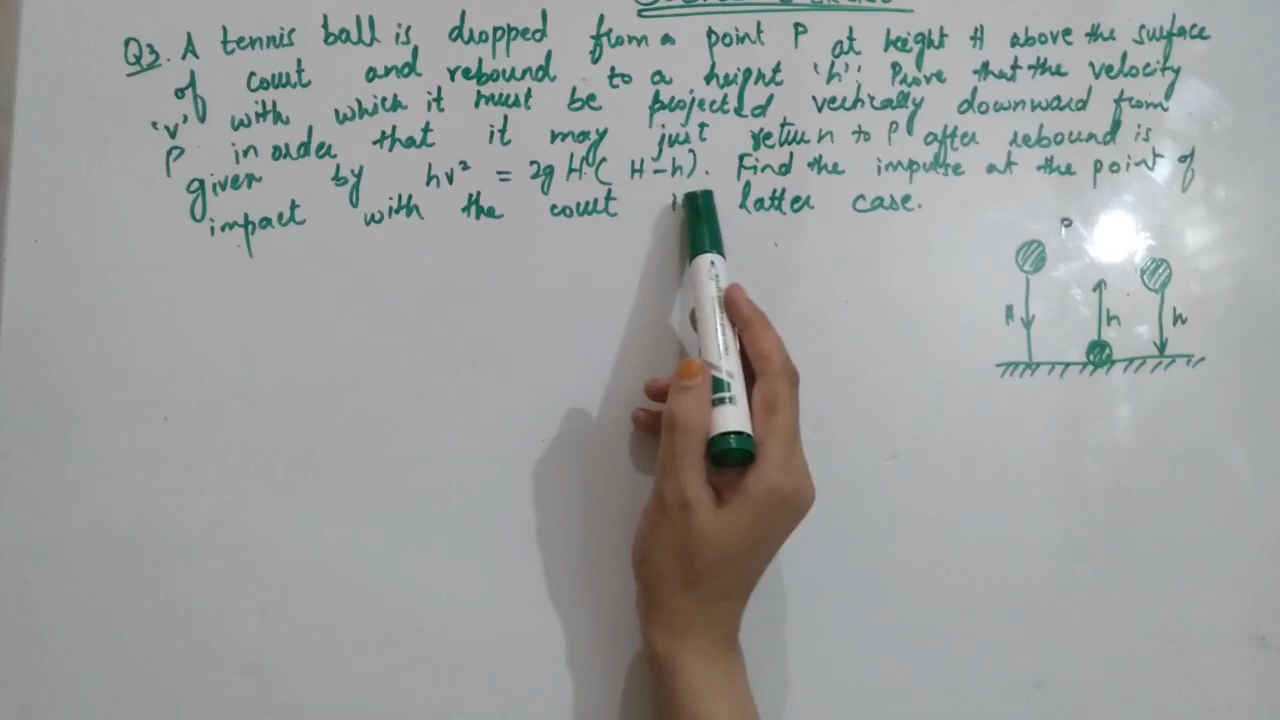 Q3. A tennis ball is dropped from a point P at height H above the surface
of court and rebound to a height 'h'. Prove that the velocity
'v' with which it must be projected vertically downward from
P in order that it may just return to P after rebound is
given by hv² = 2gH(H-h). Find the impulse at the point of
impact with the court latter case.
P
H
h
h